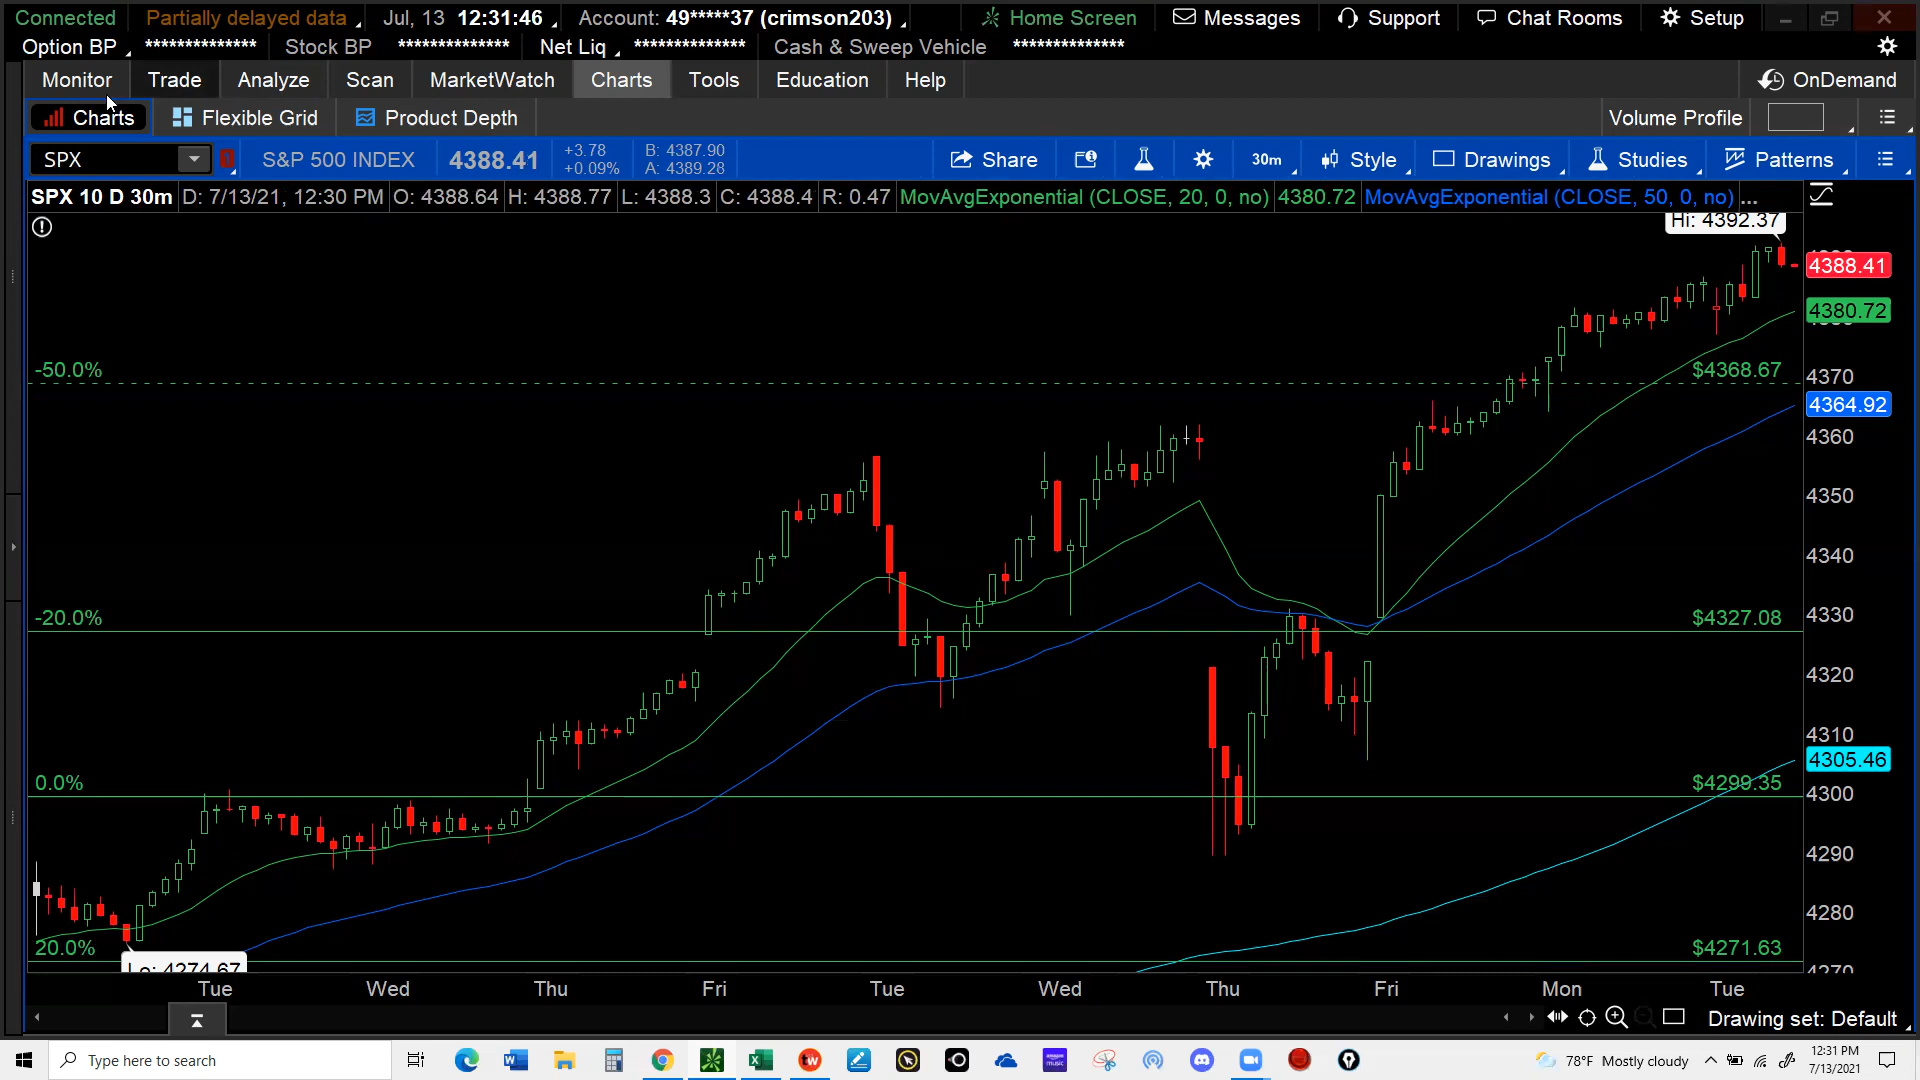 Connected Partially delayed data Jul, 13 12:31:46 Account: 49*****37 (crimson203) Home Screen Messages Support Chat Rooms Setup
Option BP ************** Stock BP ************** Net Liq ************** Cash & Sweep Vehicle **************
Monitor Trade Analyze Scan MarketWatch Charts Tools Education Help OnDemand
Charts Flexible Grid Product Depth Volume Profile
SPX S&P 500 INDEX 4388.41 +3.78 B: 4387.90 Share 30m Style Drawings Studies Patterns
+0.09% A: 4389.28
SPX 10 D 30m D: 7/13/21, 12:30 PM O: 4388.64 H: 4388.77 L: 4388.3 C: 4388.4 R: 0.47 MovAvgExponential (CLOSE, 20, 0, no) 4380.72 MovAvgExponential (CLOSE, 50, 0, no) ...
Hi: 4392.37
4388.41
4380.72
-50.0% $4368.67 4370
4364.92
4360
4350
4340
4330
-20.0% $4327.08
4320
4310
4305.46
0.0% $4299.35
4300
4290
4280
20.0% $4271.63
Lo: 4274.67 4270
Tue Wed Thu Fri Tue Wed Thu Fri Mon Tue
Drawing set: Default
Type here to search 78°F Mostly cloudy 12:31 PM
7/13/2021